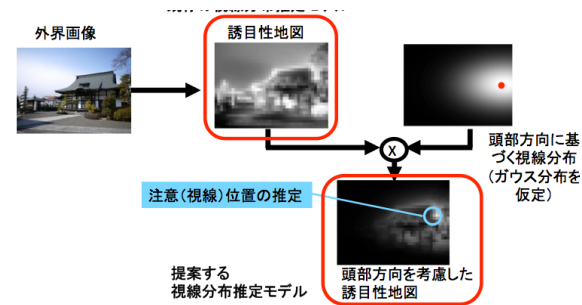 外界画像
誘目性地図
頭部方向に基
づく視線分布
(ガウス分布を
仮定)
X
注意(視線)位置の推定
提案する
視線分布推定モデル
頭部方向を考慮した
誘目性地図